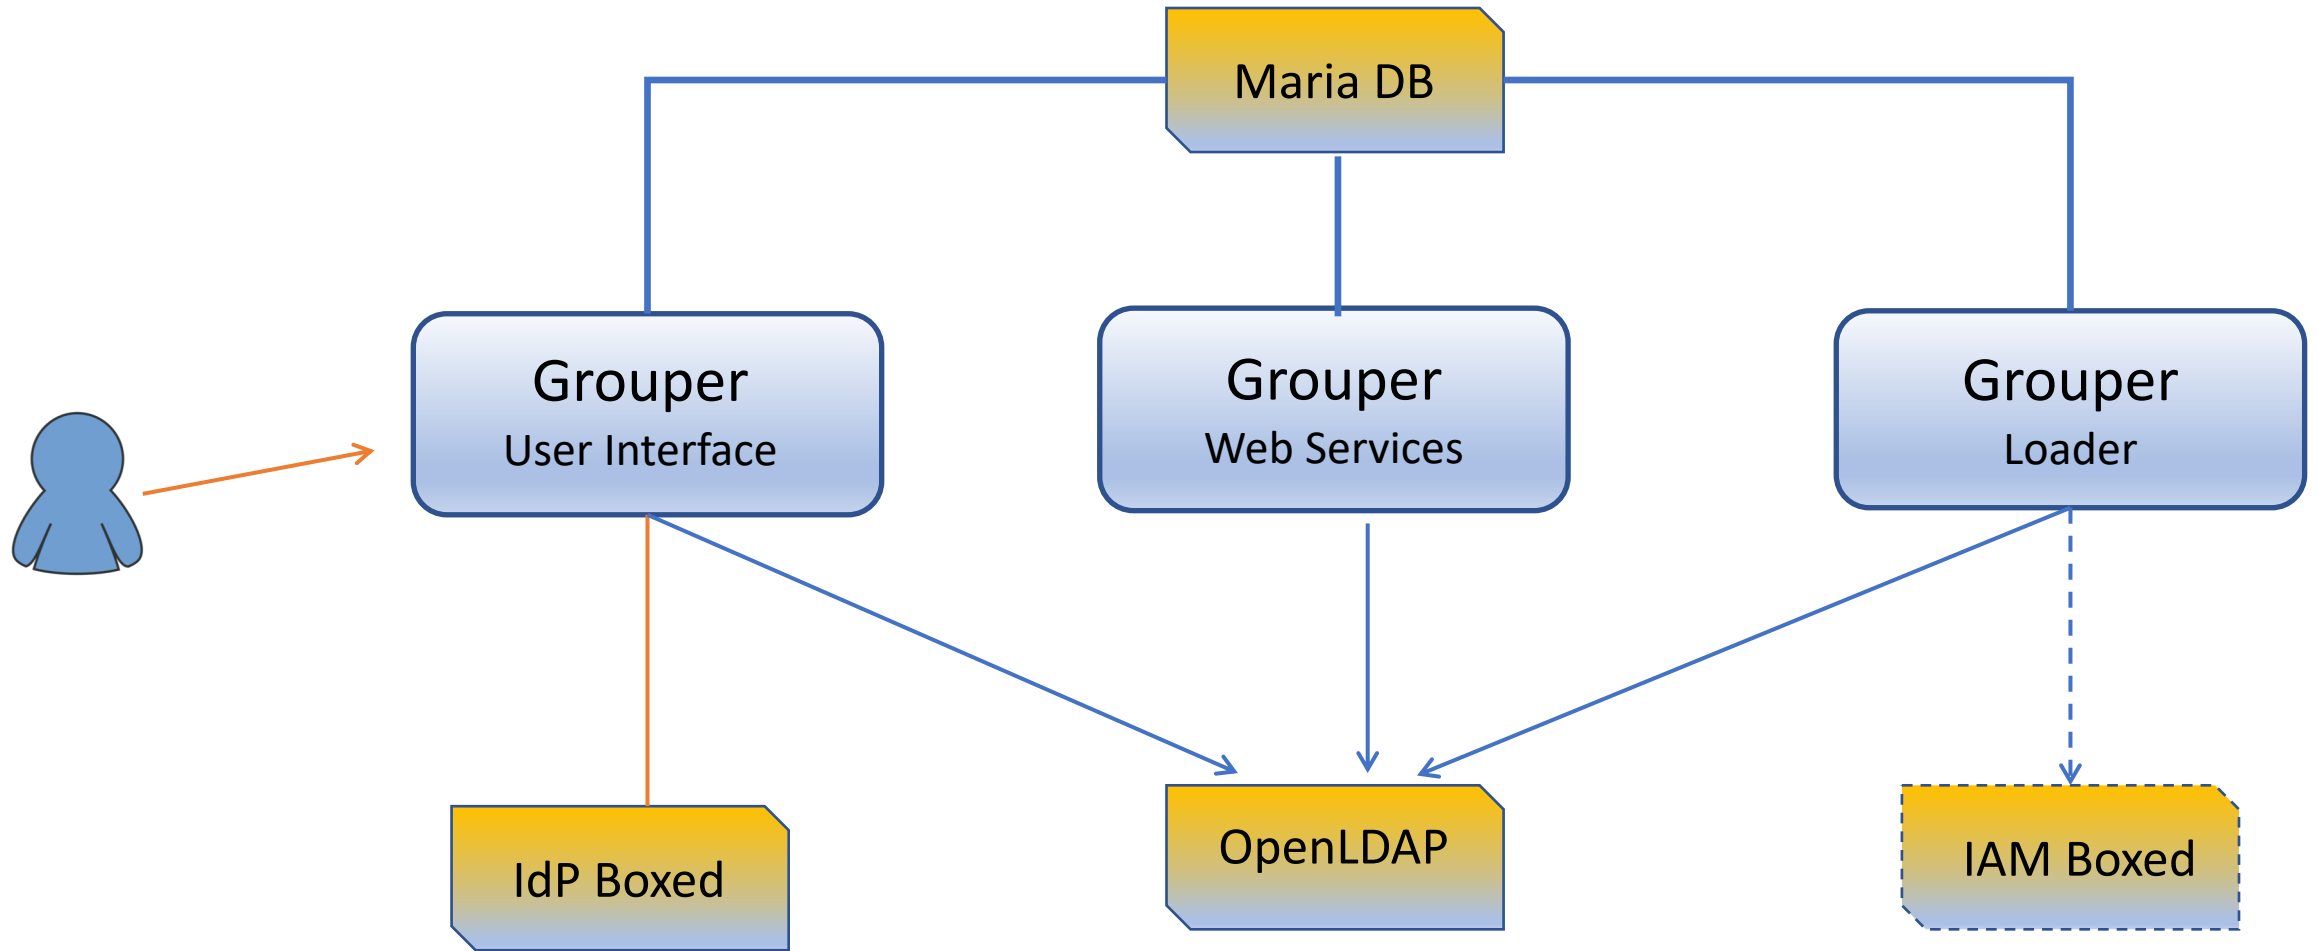 Maria DB
Grouper
User Interface
Grouper
Web Services
Grouper
Loader
IdP Boxed
OpenLDAP
IAM Boxed